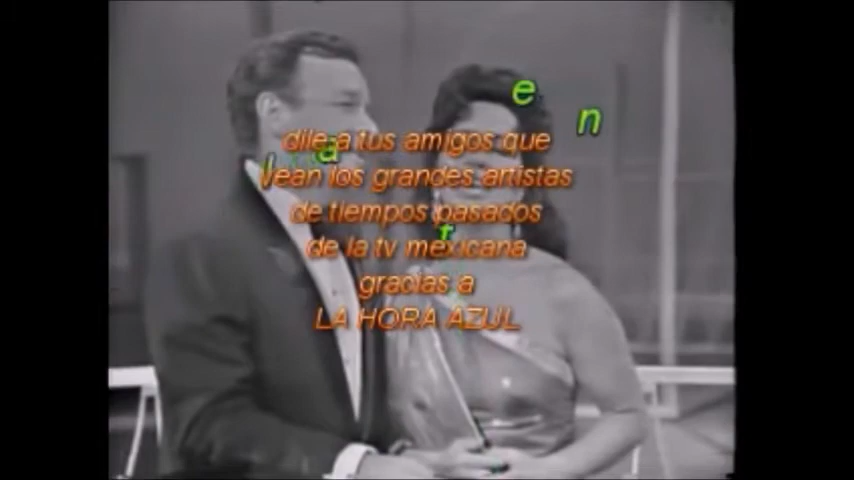 e
n
a
dile a tus amigos que
vean los grandes artistas
de tiempos pasados
de la tv mexicana
gracias a
LA HORA AZUL